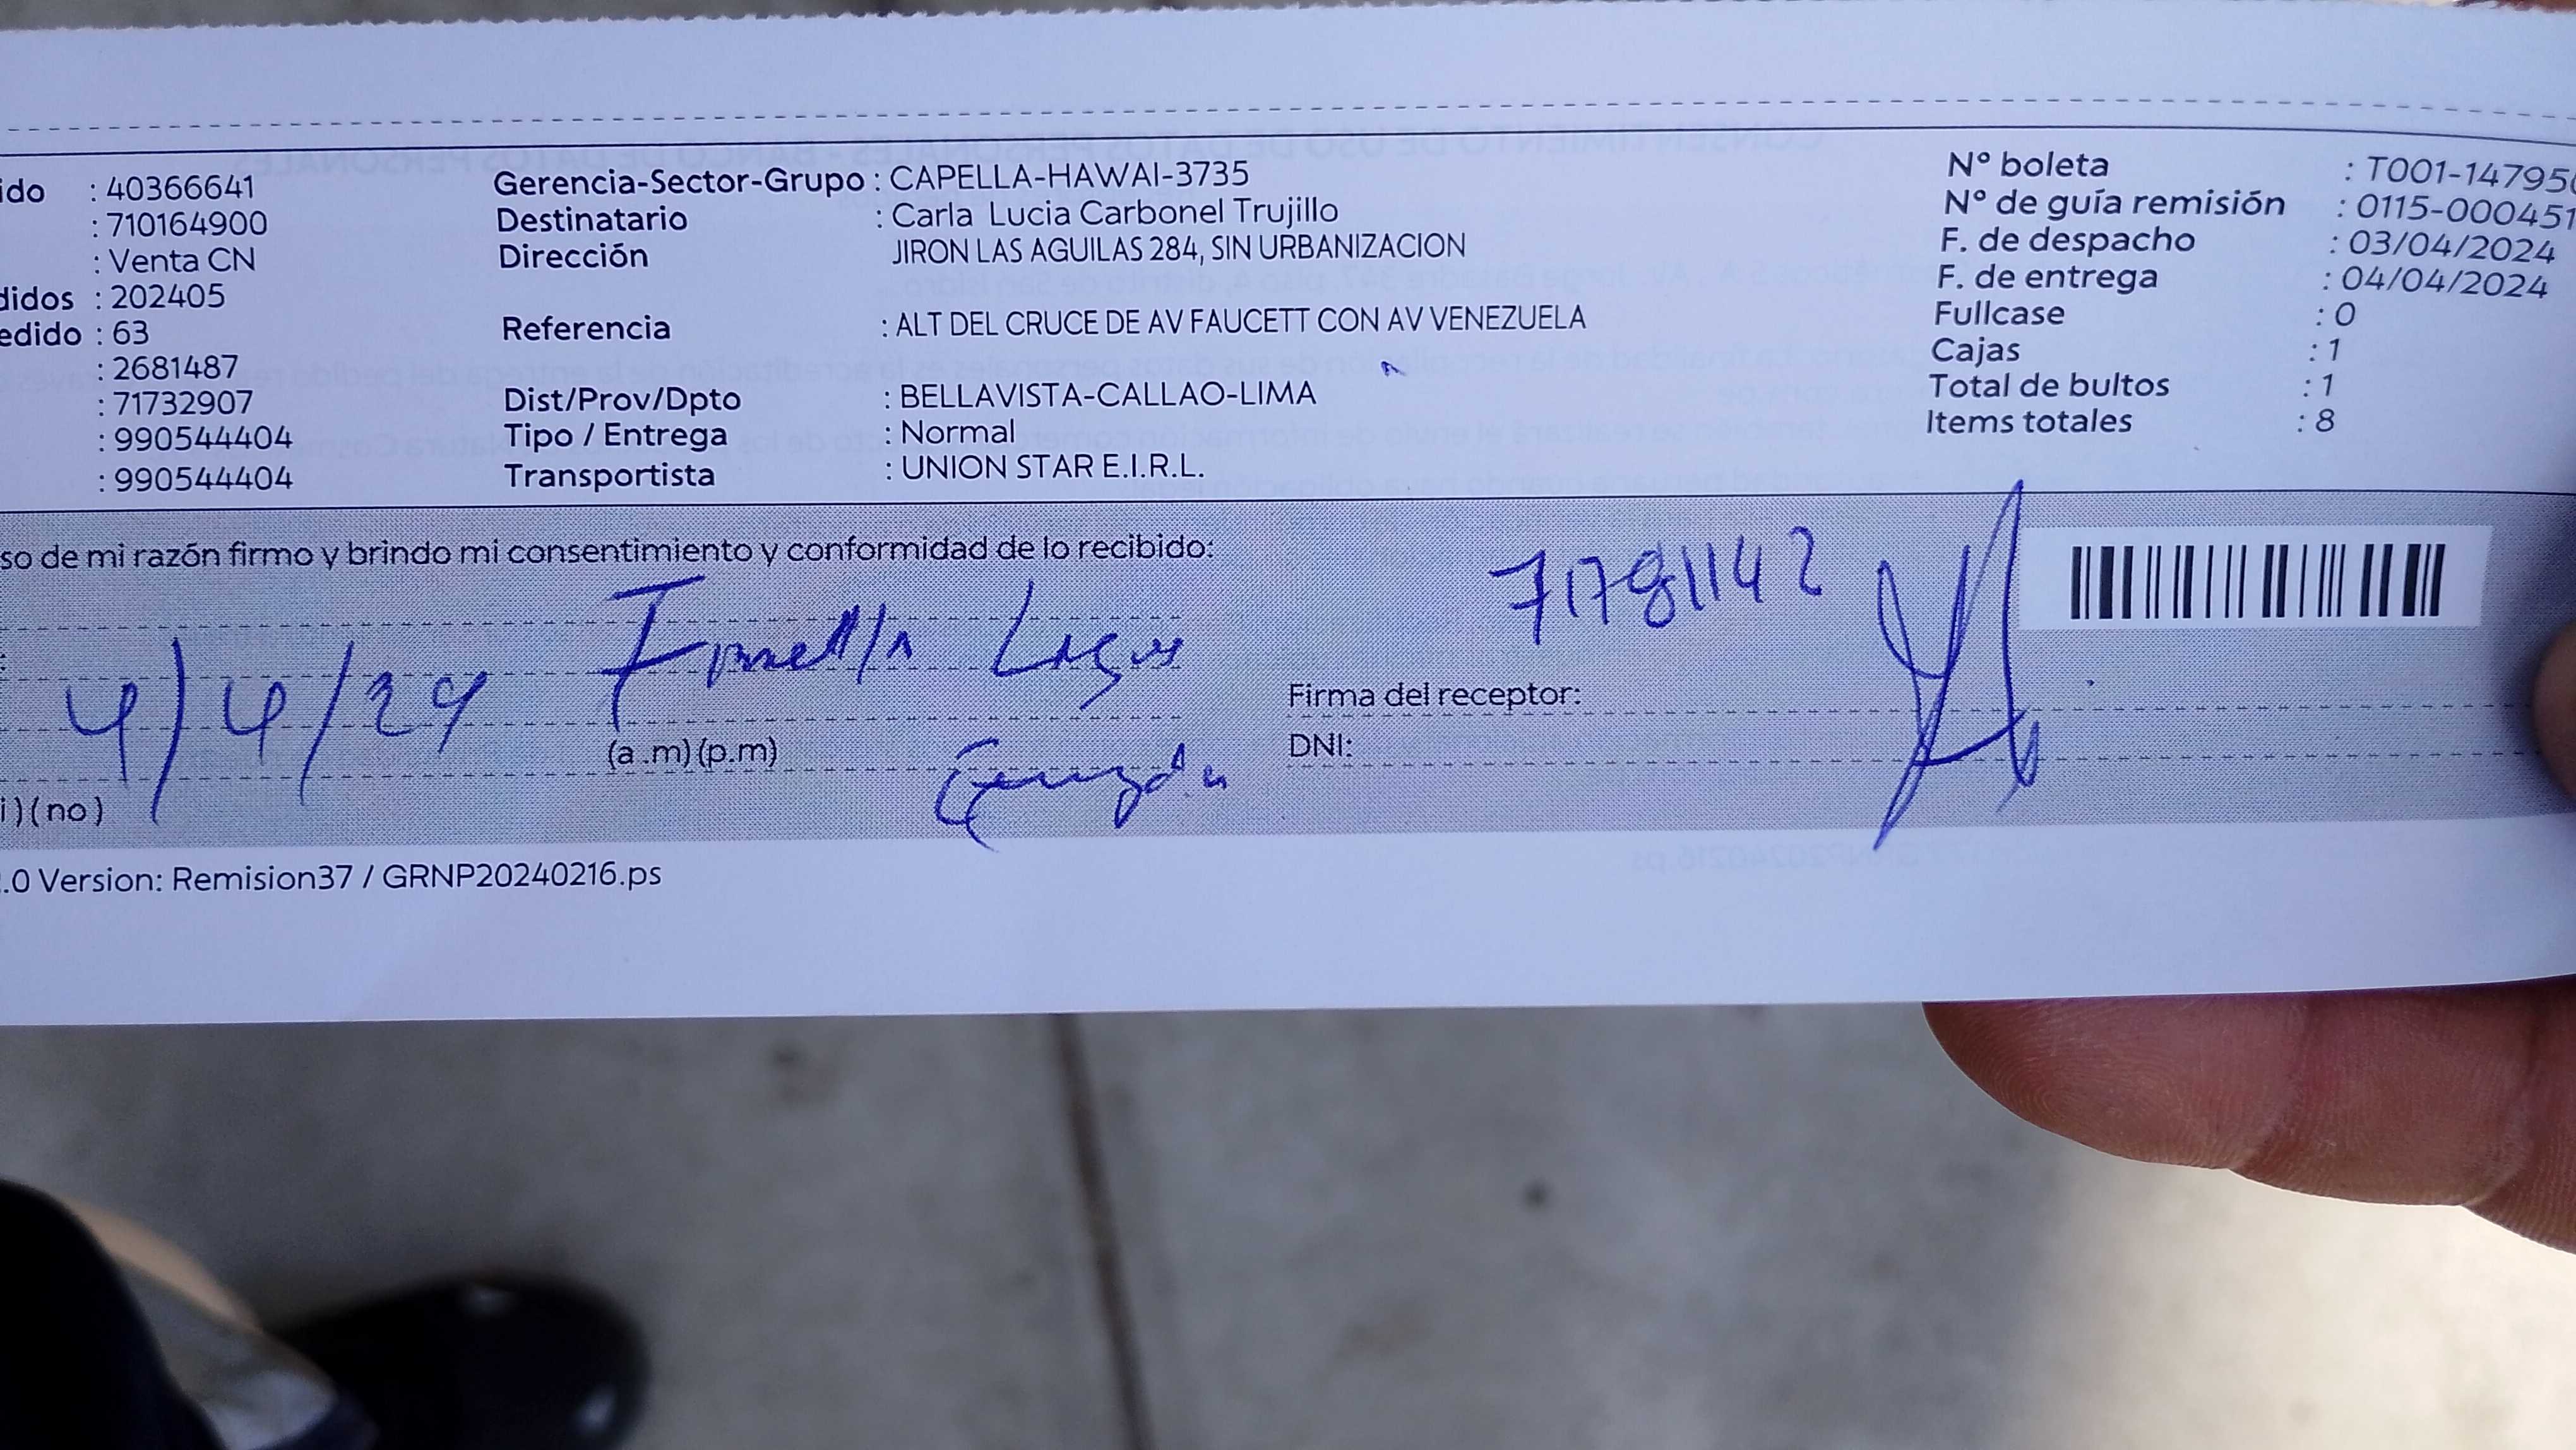 ido : 40366641
: 710164900
: Venta CN
didos : 202405
edido : 63
: 2681487
: 71732907
: 990544404
: 990544404
Gerencia-Sector-Grupo : CAPELLA-HAWAI-3735
Destinatario : Carla Lucia Carbonel Trujillo
Dirección JIRON LAS AGUILAS 284, SIN URBANIZACION
Referencia : ALT DEL CRUCE DE AV FAUCETT CON AV VENEZUELA
Dist/Prov/Dpto : BELLAVISTA-CALLAO-LIMA
Tipo / Entrega : Normal
Transportista : UNION STAR E.I.R.L.
N° boleta : T001-147950
N° de guía remisión : 0115-000451
F. de despacho : 03/04/2024
F. de entrega : 04/04/2024
Fullcase : 0
Cajas : 1
Total de bultos : 1
Items totales : 8
so de mi razón firmo y brindo mi consentimiento y conformidad de lo recibido:
71781142
4/4/24
Firma del receptor:
(a.m)(p.m)
DNI:
i)(no)
.0 Version: Remision37 / GRNP20240216.ps